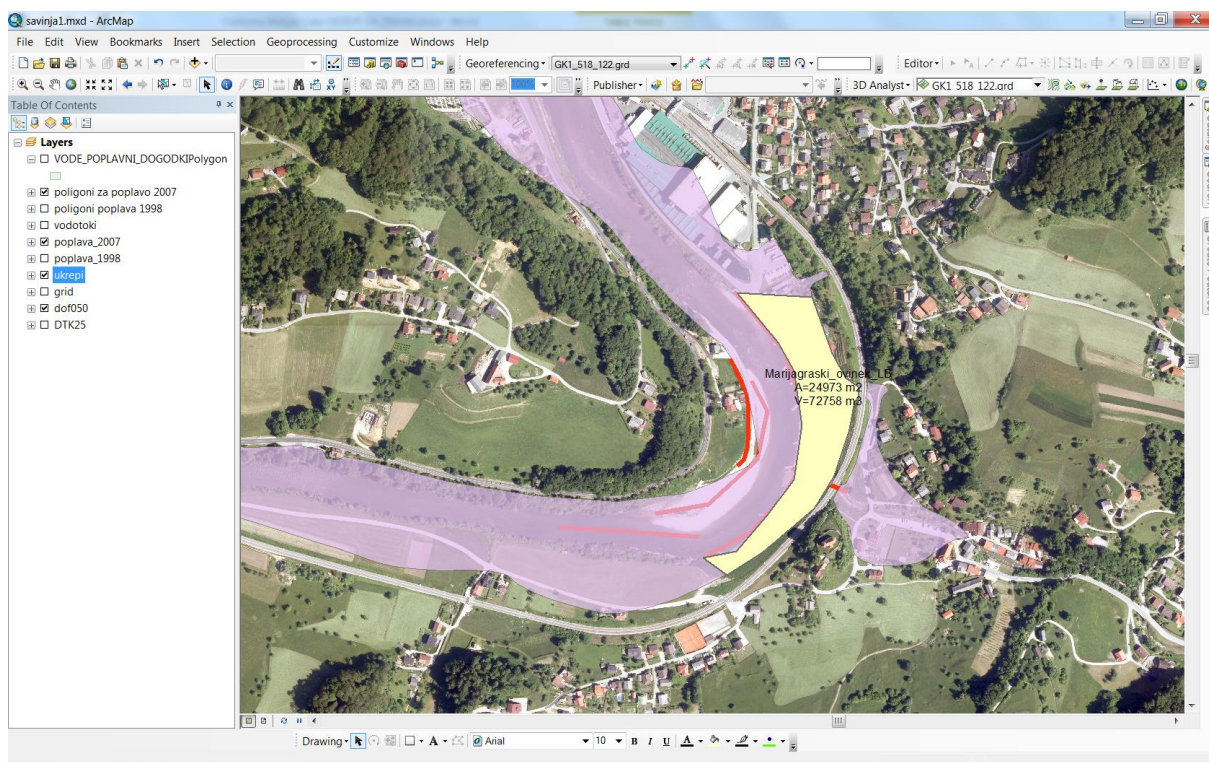 savinja1.mxd - ArcMap
File Edit View Bookmarks Insert Selection Geoprocessing Customize Windows Help
Georeferencing GK1_518_122.grd Editor
100% Publisher 3D Analyst GK1 518 122.grd
Table Of Contents
Layers
VODE_POPLAVNI_DOGODKIPolygon
poligoni za poplavo 2007
poligoni poplava 1998
vodotoki
poplava_2007
poplava_1998
ukrepi
grid
dof050
DTK25
Marijagraski_ovinek_LB
A=24973 m2
V=72758 m3
Drawing A Arial 10 B I U A